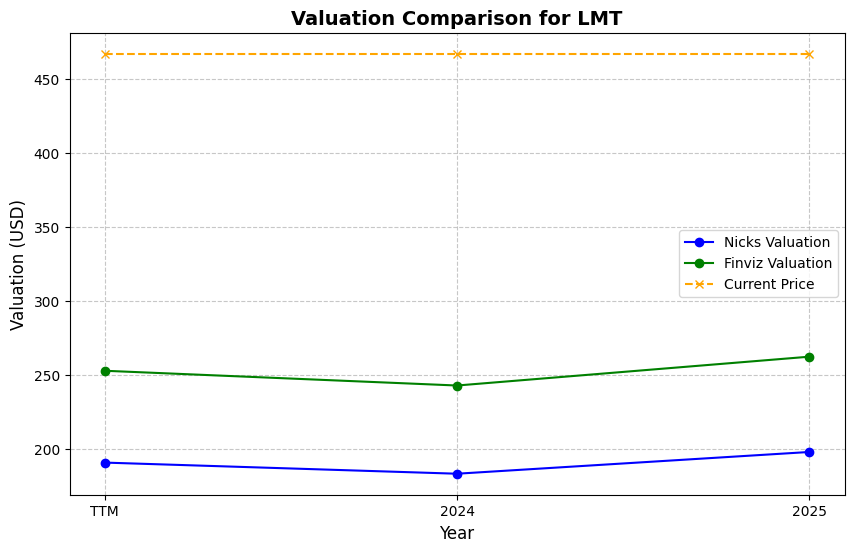 Valuation Comparison for LMT
Valuation (USD)
450
400
350
300
250
200
Nicks Valuation
Finviz Valuation
Current Price
TTM
2024
2025
Year